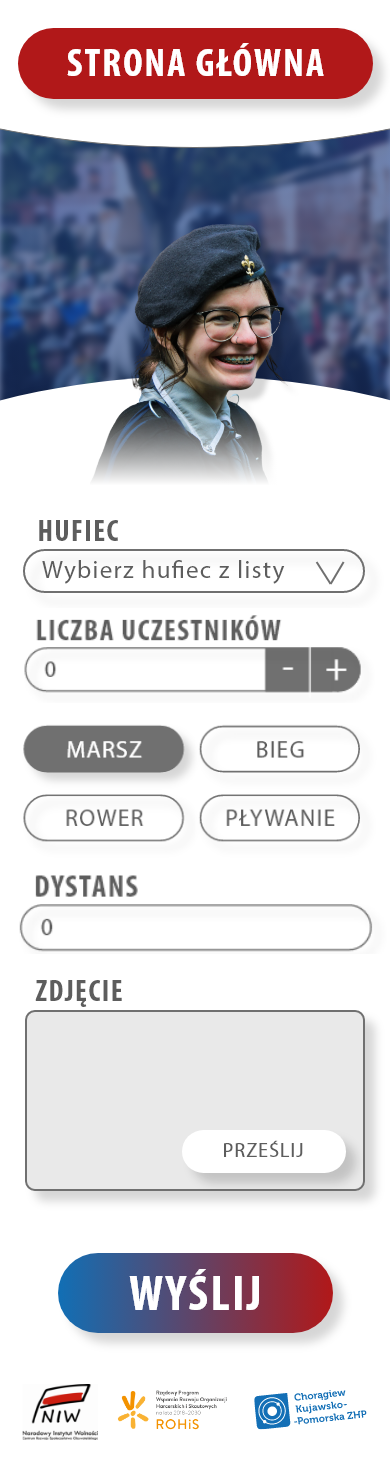 STRONA GŁÓWNA
HUFIEC
Wybierz hufiec z listy
LICZBA UCZESTNIKÓW
0 - +
MARSZ BIEG
ROWER PŁYWANIE
DYSTANS
0
ZDJĘCIE
PRZEŚLIJ
WYŚLIJ
NIW
Narodowy Instytut Wolności
Centrum Rozwoju Społeczeństwa Obywatelskiego
Rządowy Program
Wsparcia Rozwoju Organizacji
Harcerskich i Skautowych
na lata 2018–2030
ROHiS
Chorągiew
Kujawsko-
-Pomorska ZHP